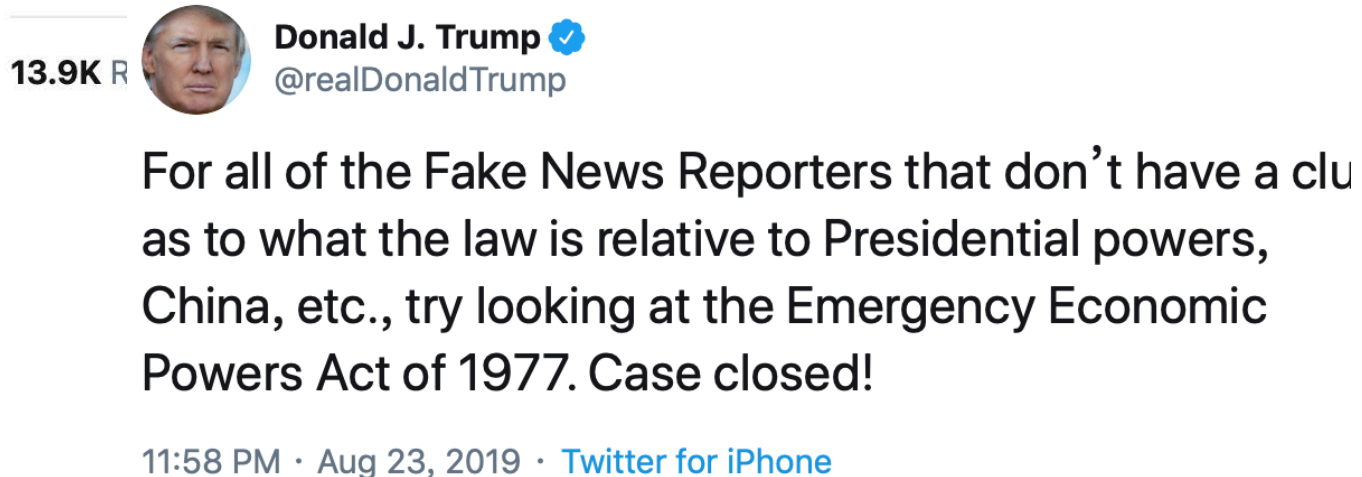 Donald J. Trump
13.9K
@realDonaldTrump
For all of the Fake News Reporters that don’t have a
as to what the law is relative to Presidential powers,
China, etc., try looking at the Emergency Economic
Powers Act of 1977. Case closed!
11:58 PM · Aug 23, 2019 · Twitter for iPhone